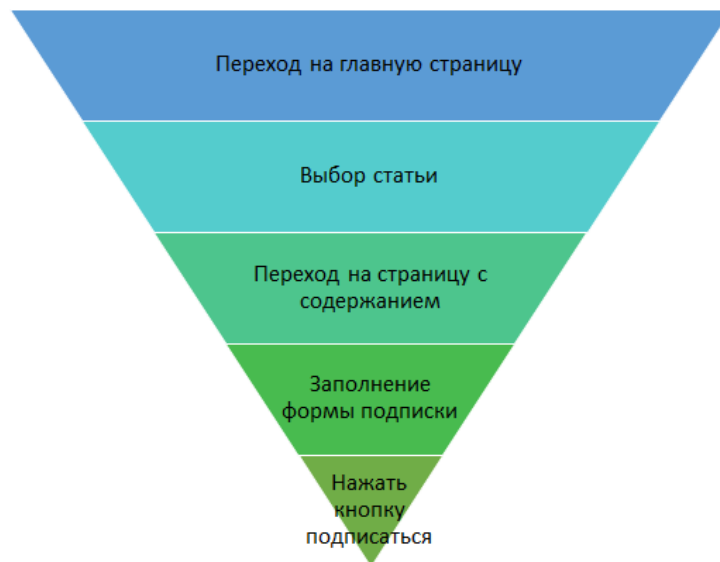 Переход на главную страницу
Выбор статьи
Переход на страницу с
содержанием
Заполнение
формы подписки
Нажать
кнопку
подписаться